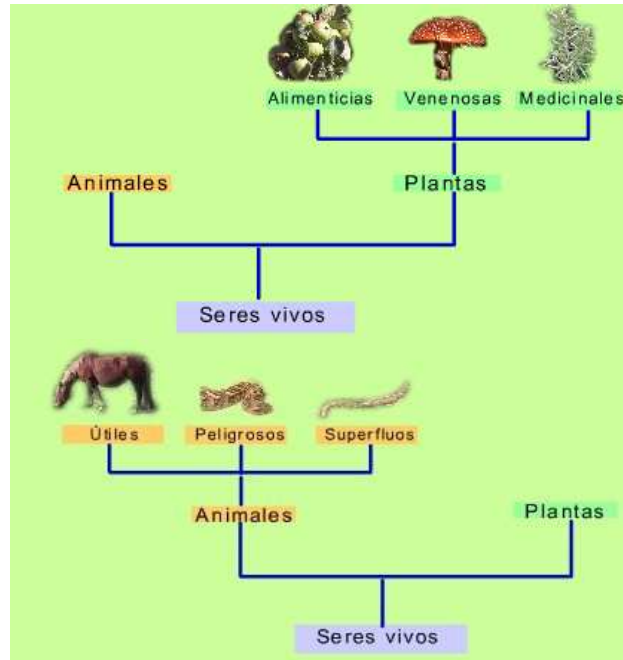 Alimenticias Venenosas Medicinales
Animales Plantas
Seres vivos
Útiles Peligrosos Superfluos
Animales Plantas
Seres vivos